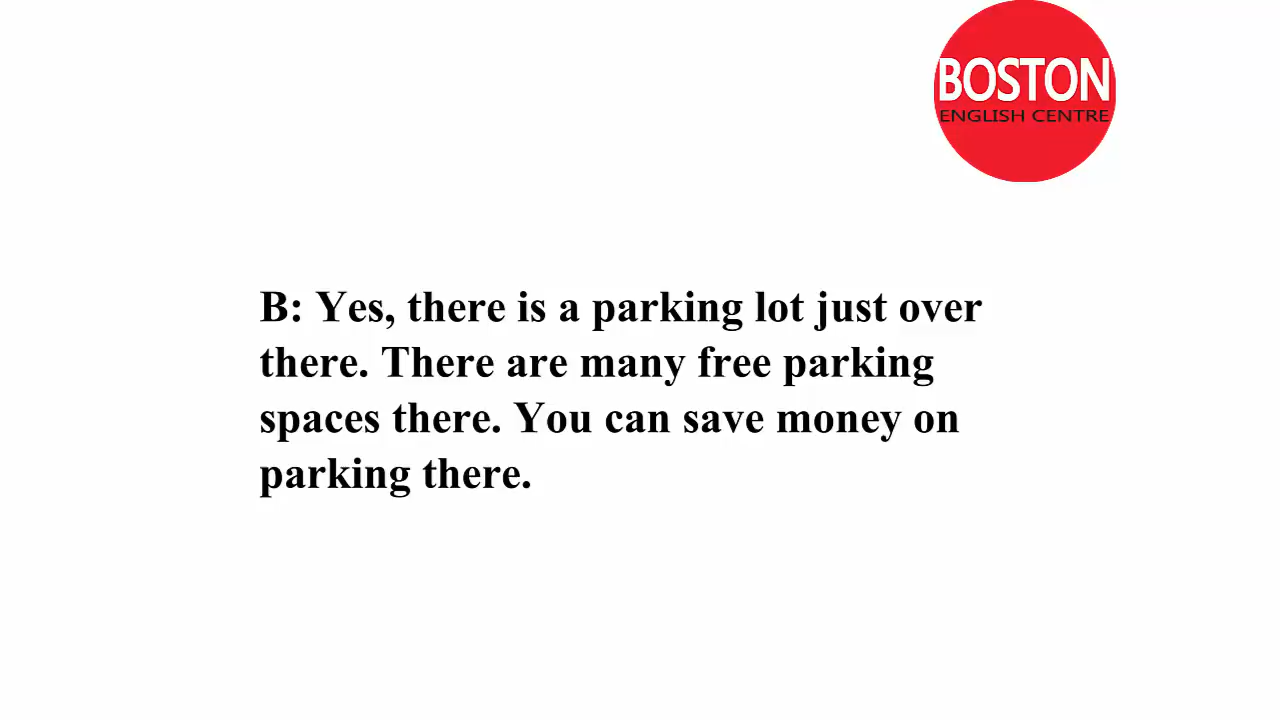 BOSTON
ENGLISH CENTRE
B: Yes, there is a parking lot just over
there. There are many free parking
spaces there. You can save money on
parking there.